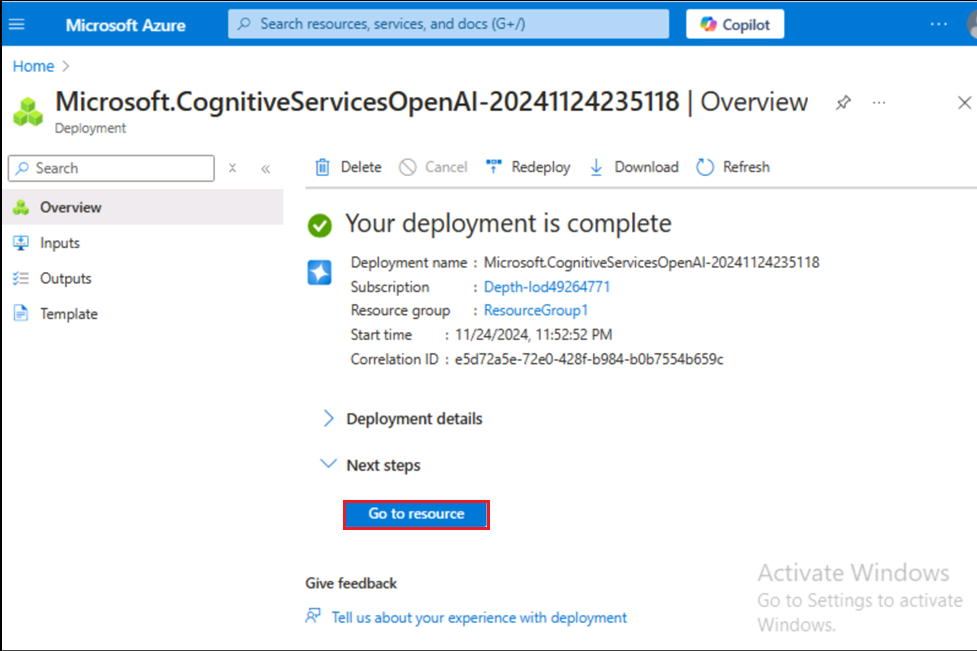 Microsoft Azure
Search resources, services, and docs (G+/)
Copilot
Home
Microsoft.CognitiveServicesOpenAI-20241124235118 | Overview
Deployment
Search
Delete Cancel Redeploy Download Refresh
Overview
Inputs
Outputs
Template
Your deployment is complete
Deployment name : Microsoft.CognitiveServicesOpenAI-20241124235118
Subscription : Depth-lod49264771
Resource group : ResourceGroup1
Start time : 11/24/2024, 11:52:52 PM
Correlation ID : e5d72a5e-72e0-428f-b984-b0b7554b659c
Deployment details
Next steps
Go to resource
Give feedback
Tell us about your experience with deployment
Activate Windows
Go to Settings to activate
Windows.